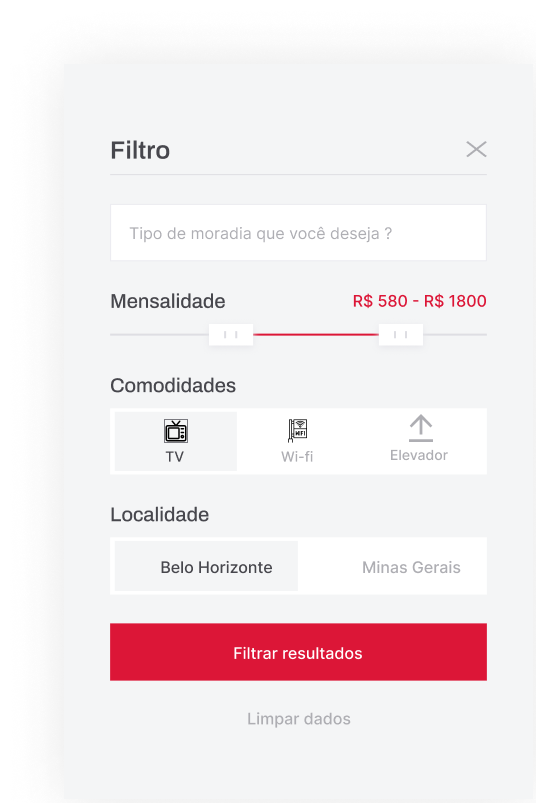 Filtro
Tipo de moradia que você deseja ?
Mensalidade R$ 580 - R$ 1800
Comodidades
WIFI
TV Wi-fi Elevador
Localidade
Belo Horizonte Minas Gerais
Filtrar resultados
Limpar dados